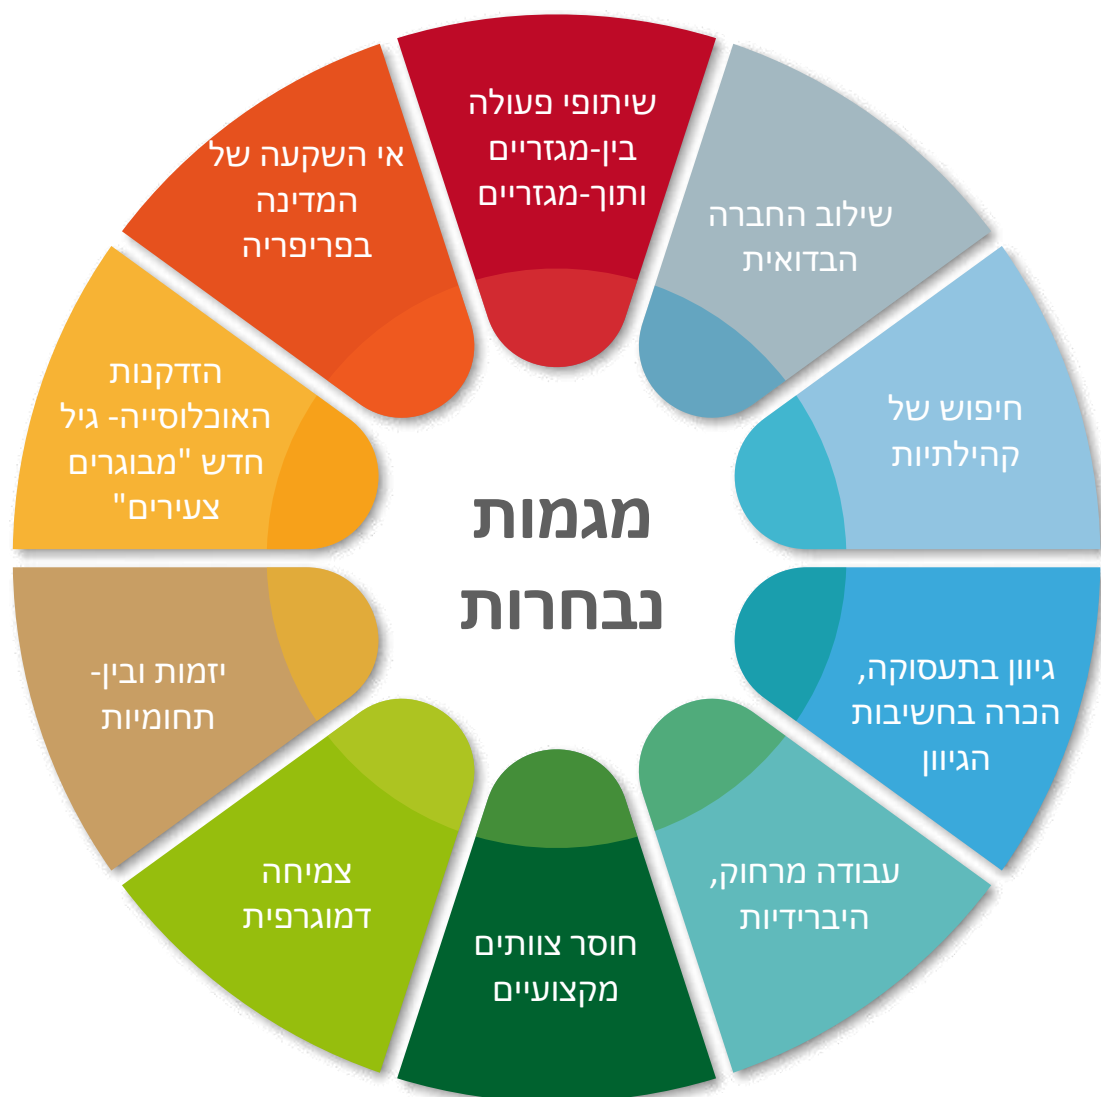 מגמות
נבחרות
שיתופי פעולה
בין-מגזריים
ותוך-מגזריים
שילוב החברה
הבדואית
חיפוש של
קהילתיות
גיוון בתעסוקה,
הכרה בחשיבות
הגיוון
עבודה מרחוק,
היברידיות
חוסר צוותים
מקצועיים
צמיחה
דמוגרפית
יזמות ובין-
תחומיות
הזדקנות
האוכלוסייה- גיל
חדש "מבוגרים
צעירים"
אי השקעה של
המדינה
בפריפריה